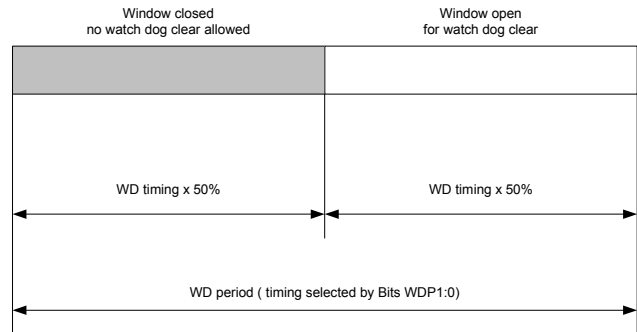 Window closed
no watch dog clear allowed
Window open
for watch dog clear
WD timing x 50%
WD timing x 50%
WD period ( timing selected by Bits WDP1:0)